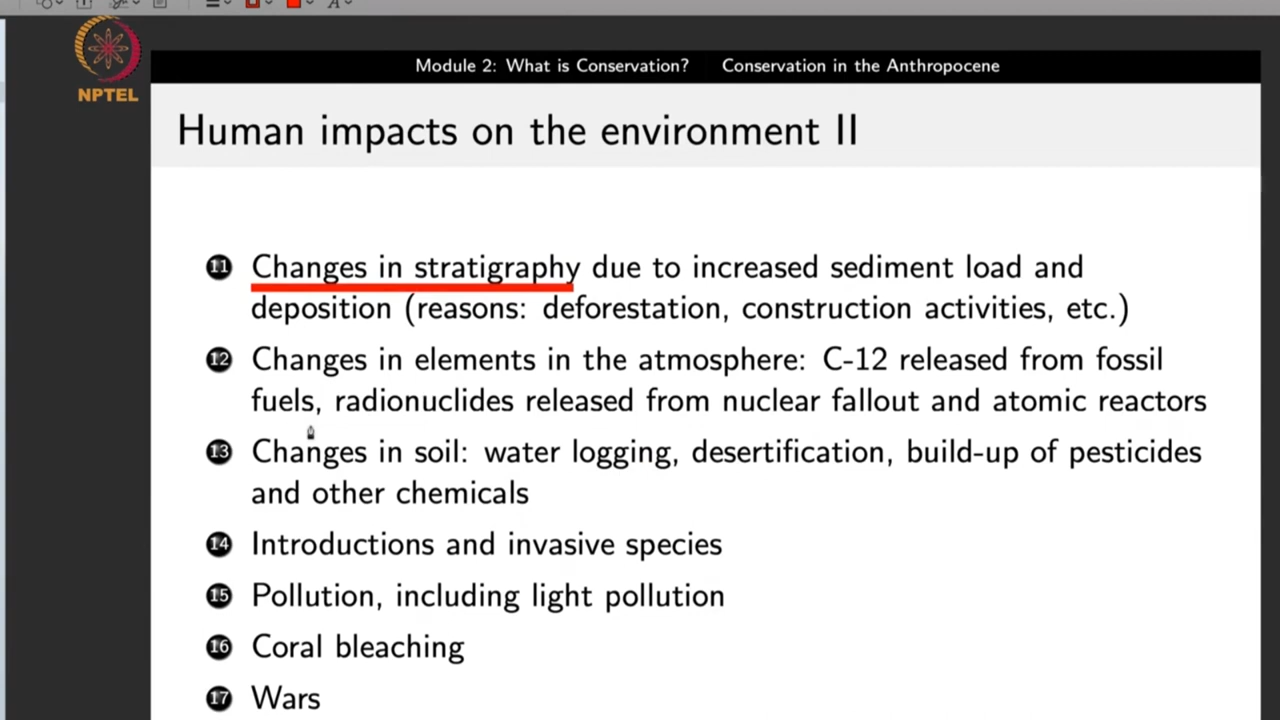 NPTEL
Module 2: What is Conservation? Conservation in the Anthropocene
Human impacts on the environment II
11 Changes in stratigraphy due to increased sediment load and
deposition (reasons: deforestation, construction activities, etc.)
12 Changes in elements in the atmosphere: C-12 released from fossil
fuels, radionuclides released from nuclear fallout and atomic reactors
13 Changes in soil: water logging, desertification, build-up of pesticides
and other chemicals
14 Introductions and invasive species
15 Pollution, including light pollution
16 Coral bleaching
17 Wars